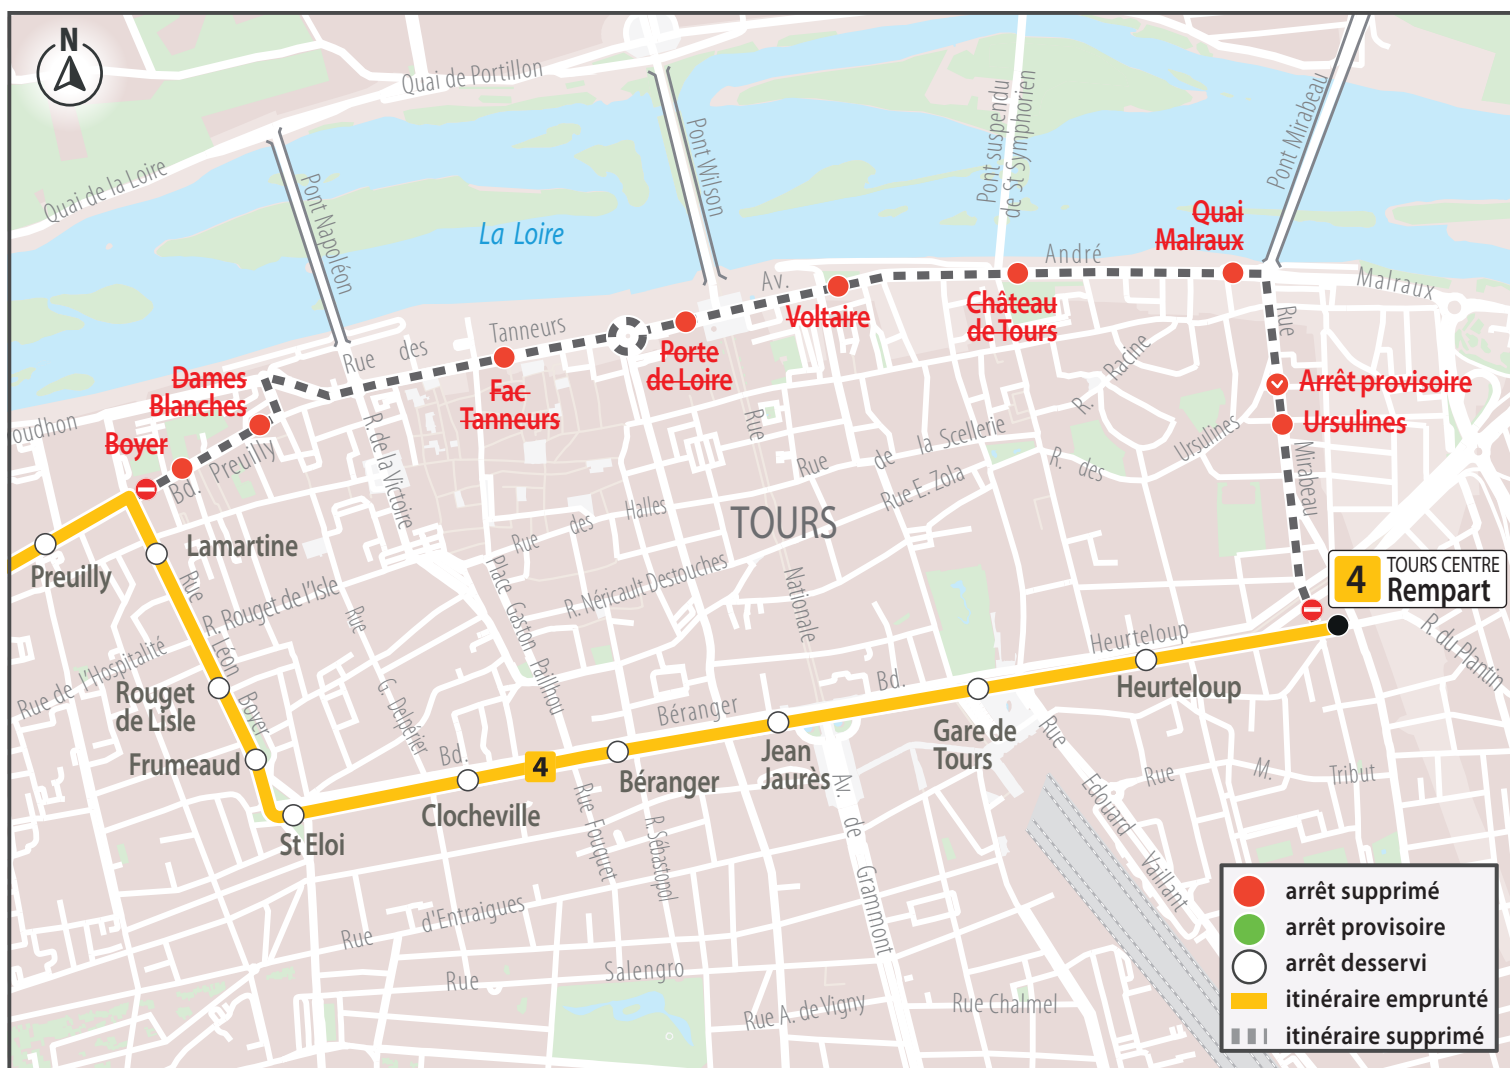 N
Quai de Portillon
Quai de la Loire
Pont Napoléon
Pont Wilson
Pont suspendu
de St Symphorien
Pont Mirabeau
La Loire
Quai
Malraux
André
Av.
Malraux
Voltaire
Château
de Tours
Rue
Tanneurs
Rue des
Porte
de Loire
Fac
Tanneurs
Dames
Blanches
Boyer
oudhon
Bd. Preuilly
R. de la Victoire
Arrêt provisoire
Ursulines
R. Racine
Ursulines
R. des
Mirabeau
Rue
Rue de la Scellerie
Rue E. Zola
Rue des Halles
TOURS
Preuilly
Lamartine
Rue Léon Boyer
R. Rouget de l'Isle
Rue de l'Hospitalité
Rue G. Delpérier
Place Gaston Paillhou
R. Néricault Destouches
Nationale
4
TOURS CENTRE
Rempart
R. du Plantin
Heurteloup
Bd.
Heurteloup
Rouget
de Lisle
Frumeaud
St Eloi
Bd.
Béranger
4
Clocheville
Béranger
Jean
Jaurès
Gare de
Tours
Rue Edouard Vaillant
Rue M. Tribut
Rue Fouquet
R. Sébastopol
Av. de Grammont
Rue d'Entraigues
Rue Salengro
Rue A. de Vigny
Rue Chalmel
arrêt supprimé
arrêt provisoire
arrêt desservi
itinéraire emprunté
itinéraire supprimé